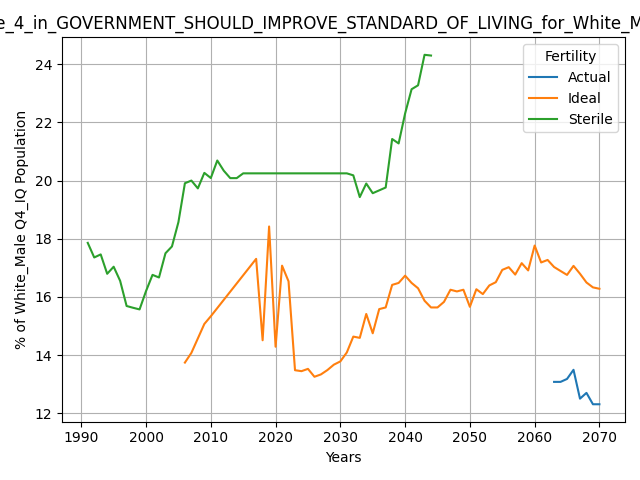 e_4_in_GOVERNMENT_SHOULD_IMPROVE_STANDARD_OF_LIVING_for_White_M
Fertility
Actual
Ideal
Sterile
% of White_Male Q4_IQ Population
24
22
20
18
16
14
12
1990 2000 2010 2020 2030 2040 2050 2060 2070
Years